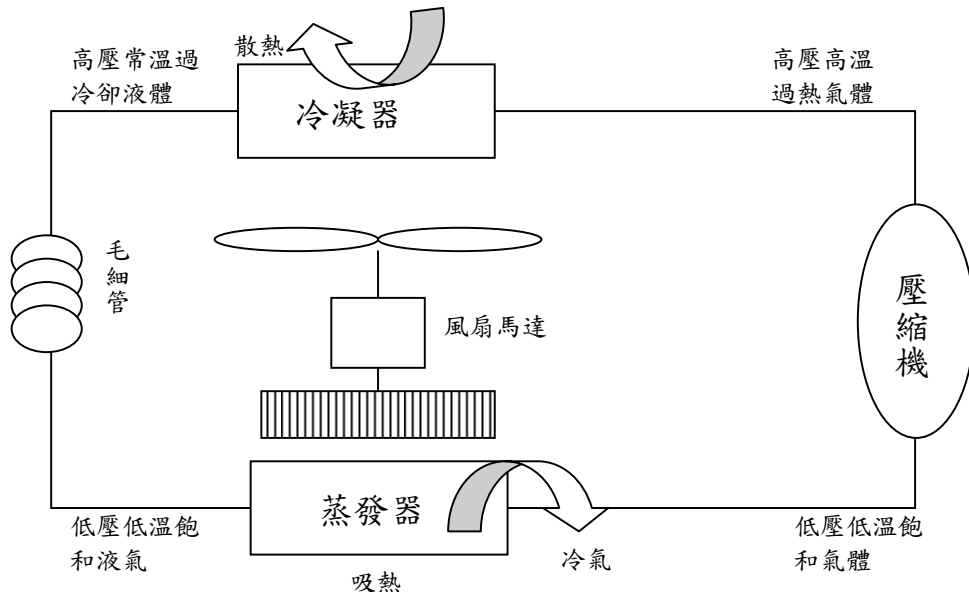 散熱
高壓常溫過
冷卻液體
冷凝器
高壓高溫
過熱氣體
毛
細
管
風扇馬達
壓
縮
機
蒸發器
低壓低溫飽
和液氣
吸熱
冷氣
低壓低溫飽
和氣體